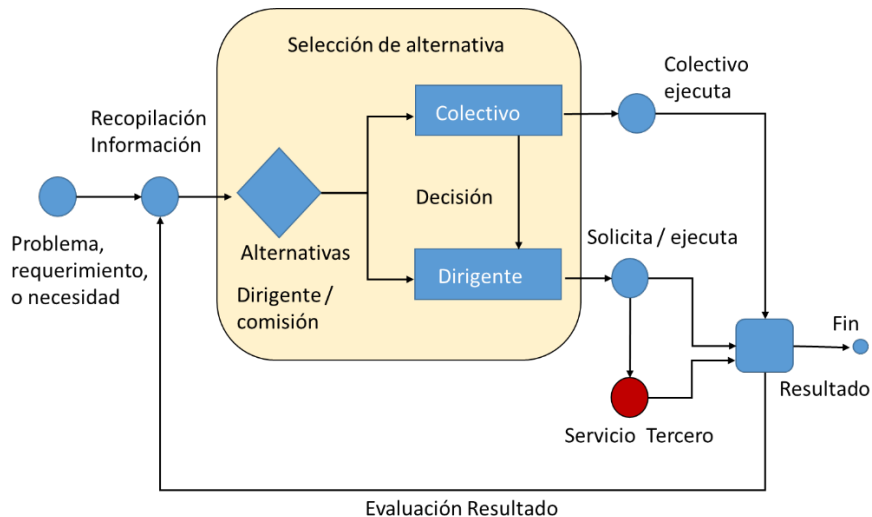 Selección de alternativa
Colectivo
ejecuta
Recopilación
Información
Colectivo
Decisión
Problema,
requerimiento,
o necesidad
Alternativas
Dirigente /
comisión
Dirigente
Solicita / ejecuta
Fin
Resultado
Servicio Tercero
Evaluación Resultado